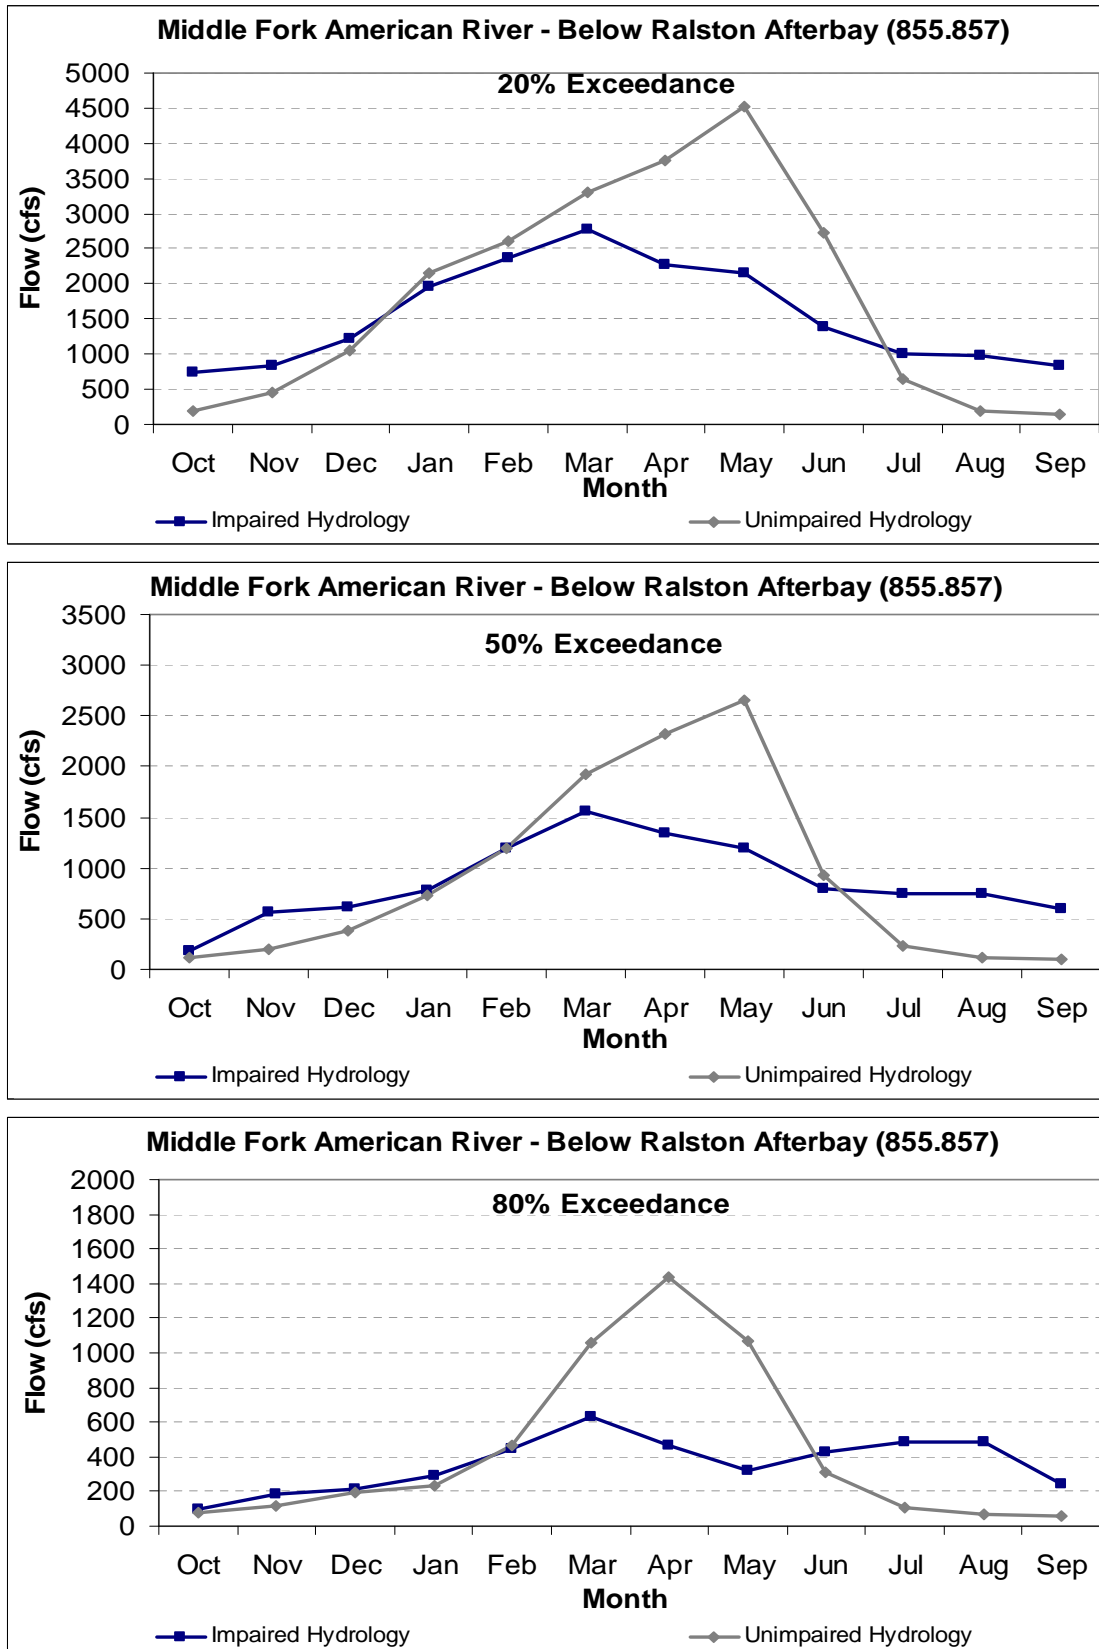 Middle Fork American River - Below Ralston Afterbay (855.857)
20% Exceedance
5000
4500
4000
3500
3000
2500
2000
1500
1000
500
0
Flow (cfs)
Oct Nov Dec Jan Feb Mar Apr May Jun Jul Aug Sep
Month
Impaired Hydrology Unimpaired Hydrology
Middle Fork American River - Below Ralston Afterbay (855.857)
50% Exceedance
3500
3000
2500
2000
1500
1000
500
0
Flow (cfs)
Oct Nov Dec Jan Feb Mar Apr May Jun Jul Aug Sep
Month
Impaired Hydrology Unimpaired Hydrology
Middle Fork American River - Below Ralston Afterbay (855.857)
80% Exceedance
2000
1800
1600
1400
1200
1000
800
600
400
200
0
Flow (cfs)
Oct Nov Dec Jan Feb Mar Apr May Jun Jul Aug Sep
Month
Impaired Hydrology Unimpaired Hydrology